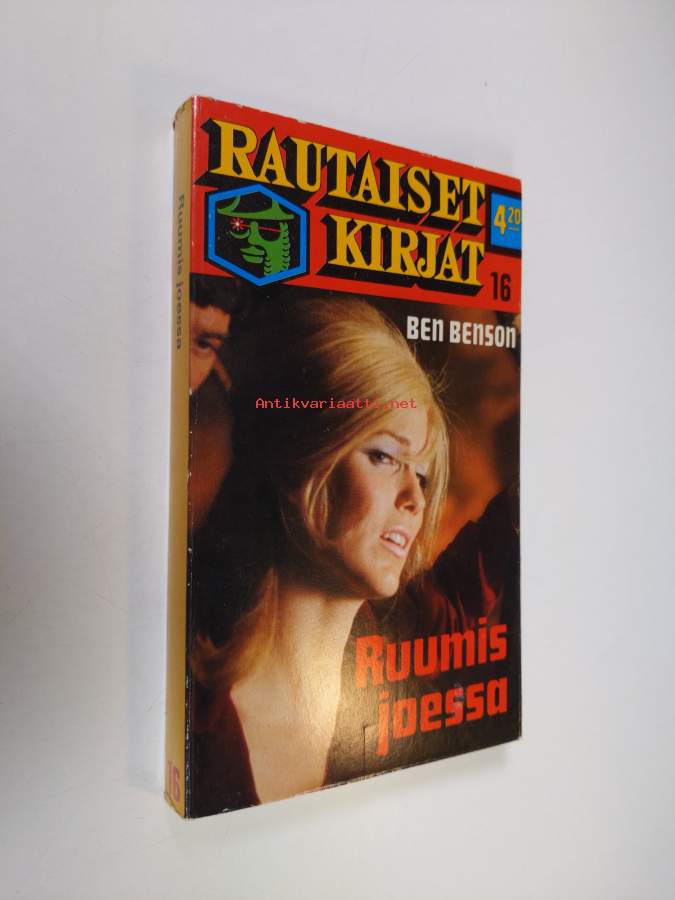 RAUTAISET
KIRJAT
4 20
16
BEN BENSON
Antikvariaatti.net
Ruumis
joessa
Ruumis joessa
16